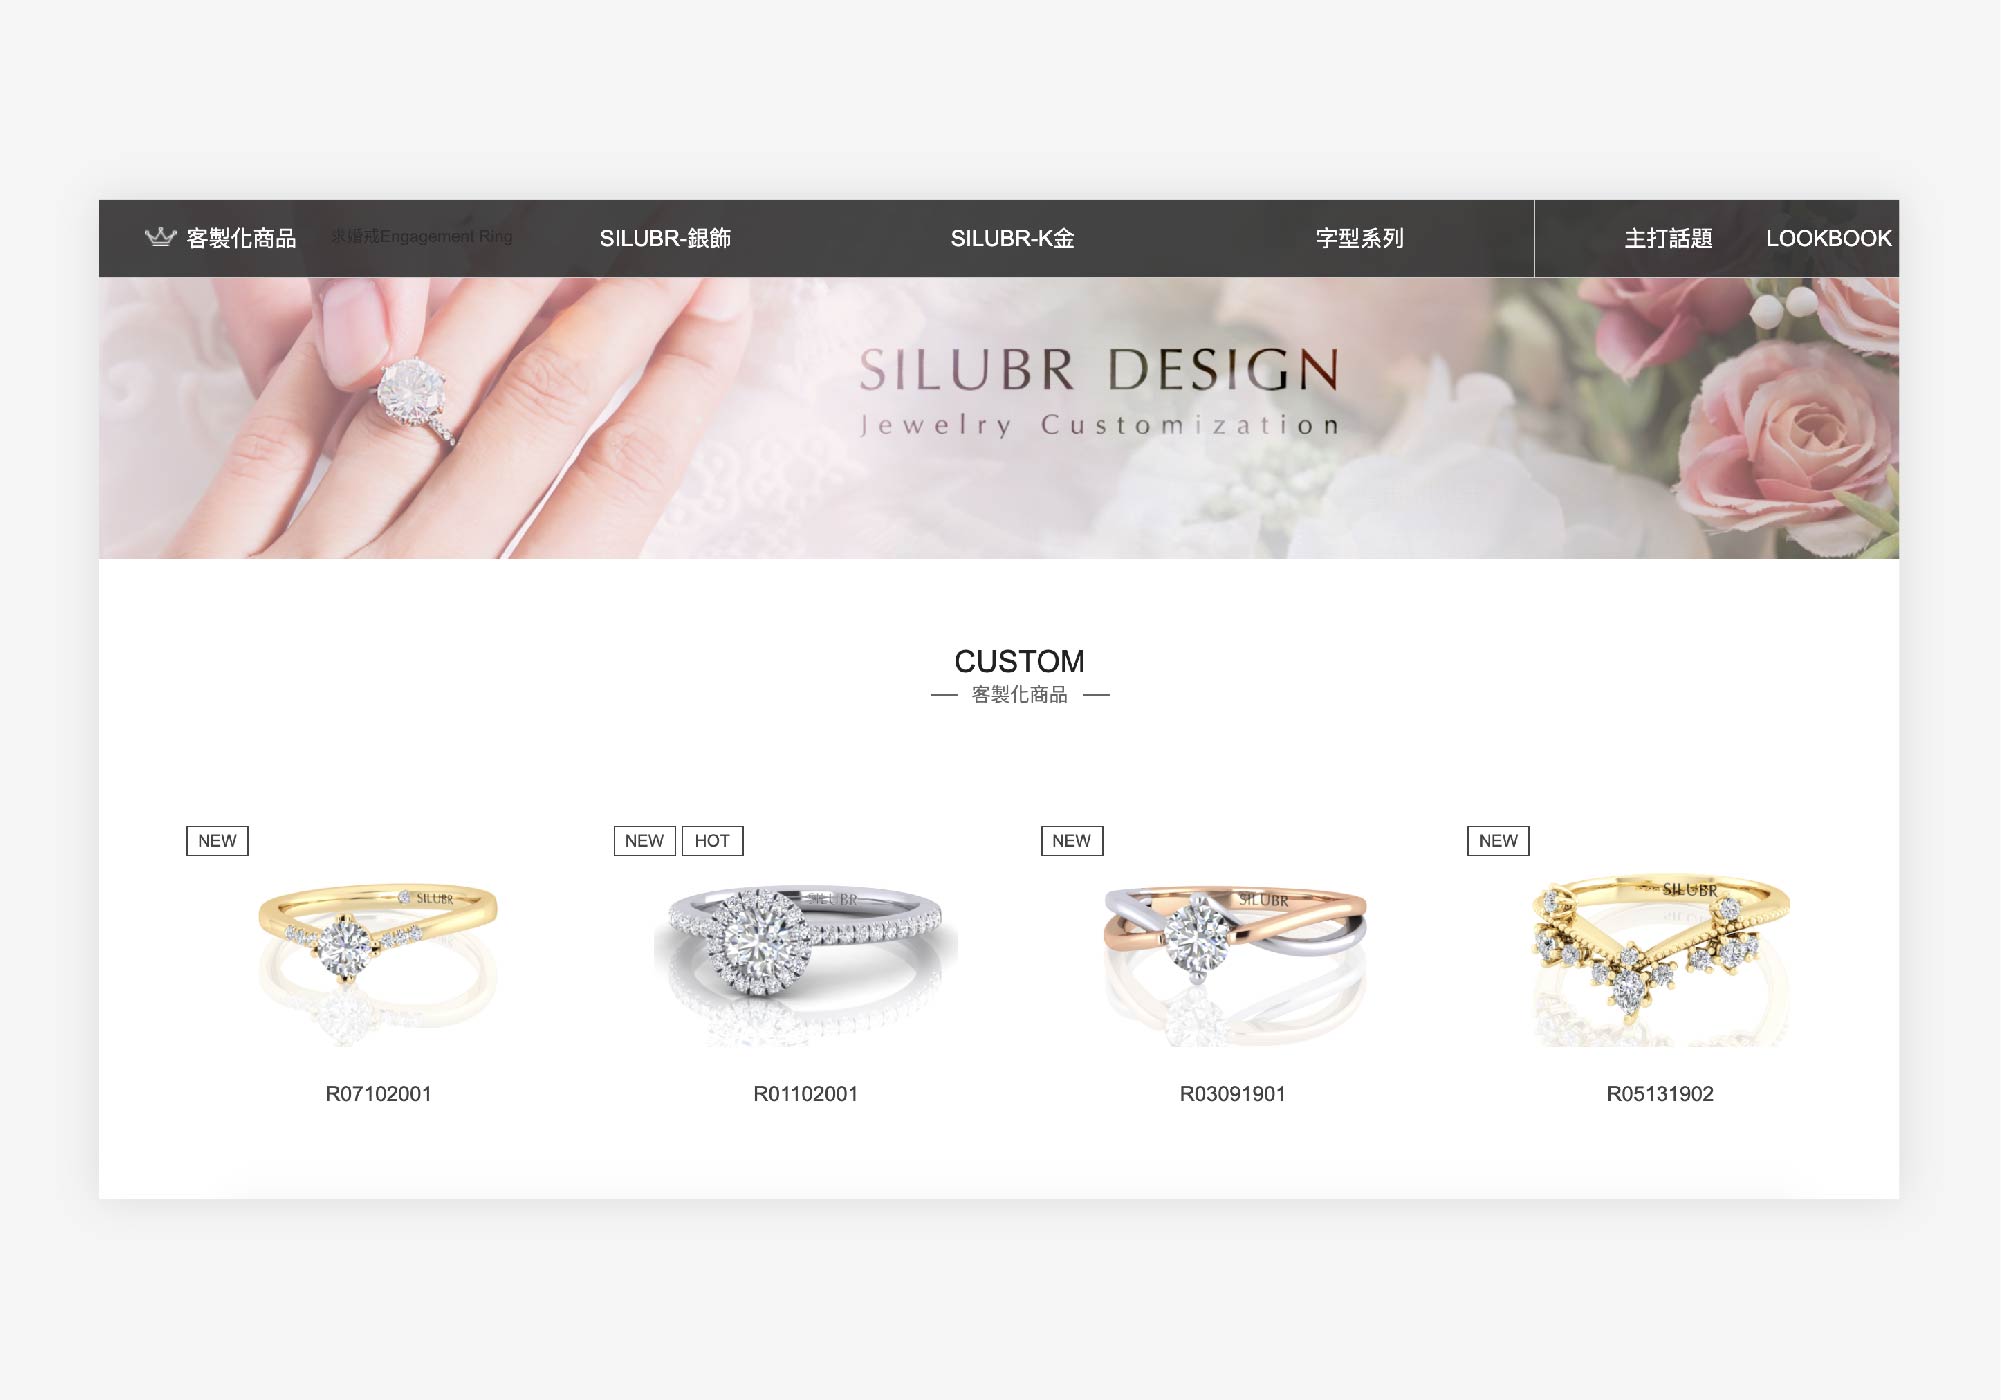 客製化商品 求婚戒Engagement Ring SILUBR-銀飾 SILUBR-K金 字型系列 主打話題 LOOKBOOK
SILUBR DESIGN
Jewelry Customization
CUSTOM
客製化商品
NEW NEW HOT NEW NEW
SILUBR SILUBR SILUBR SILUBR
R07102001 R01102001 R03091901 R05131902